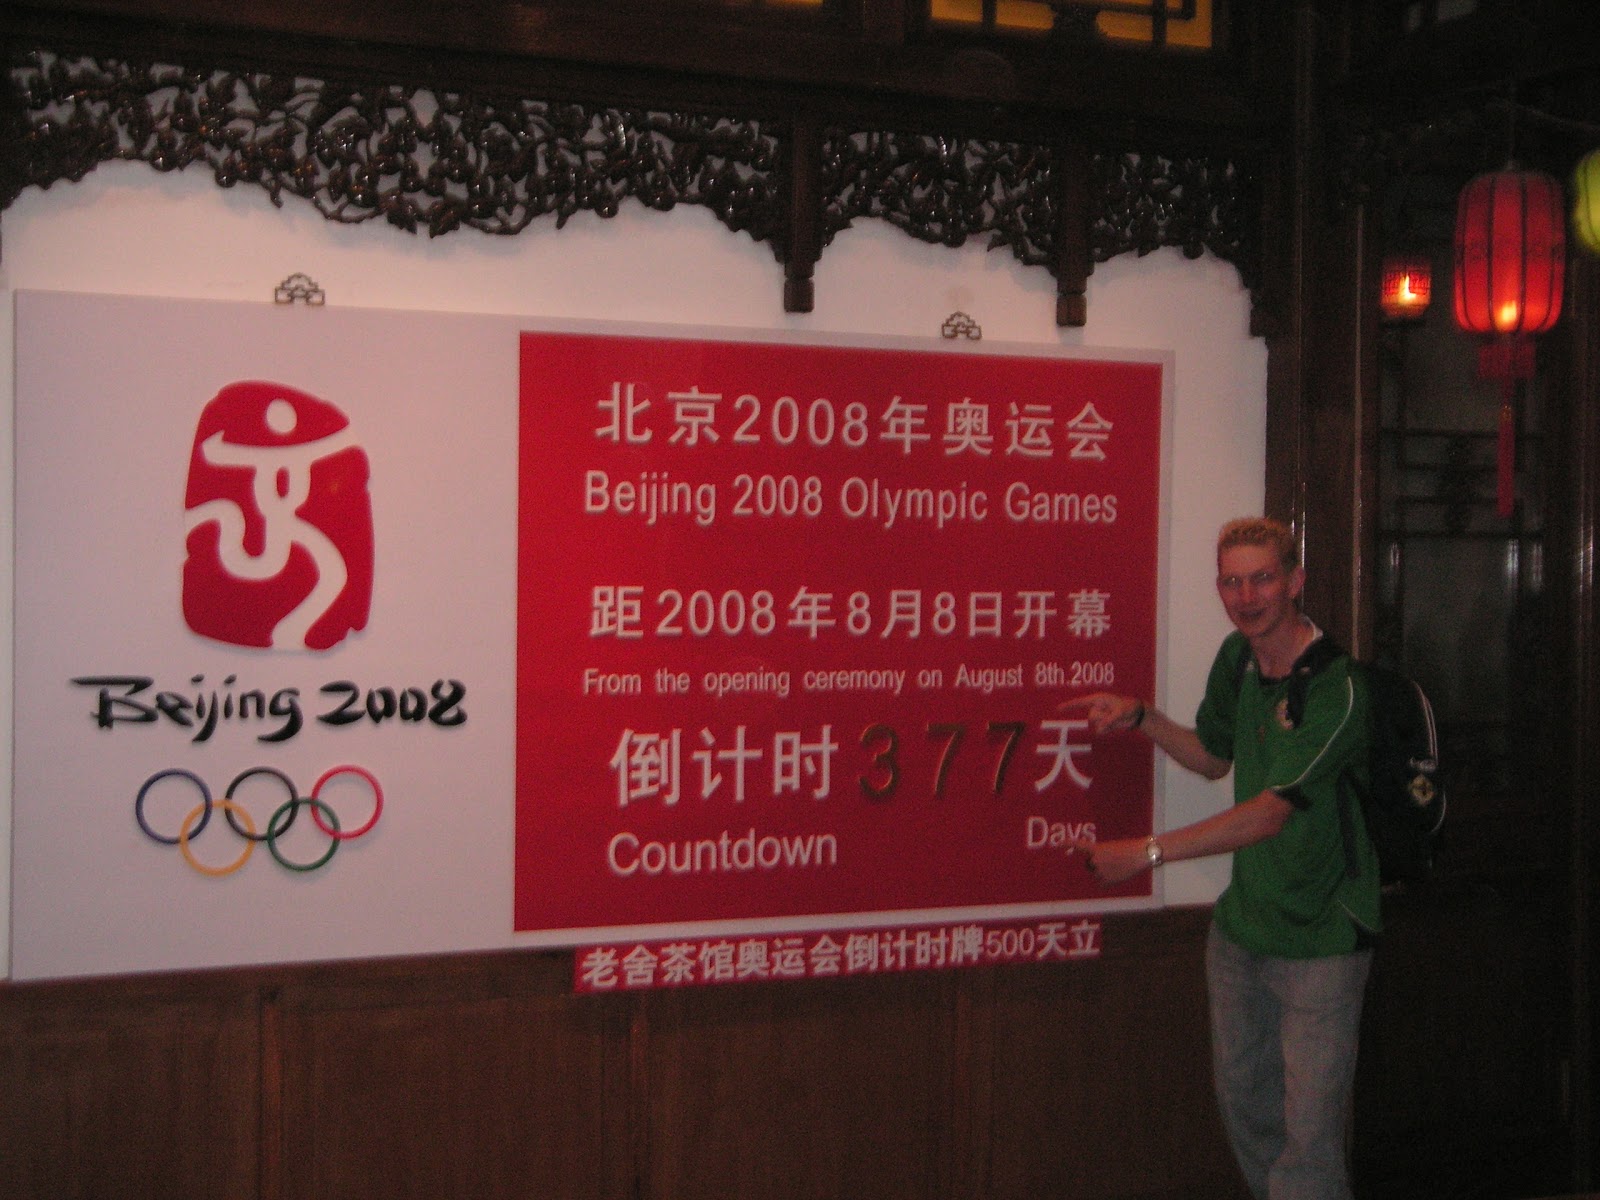 Beijing 2008
北京2008年奥运会
Beijing 2008 Olympic Games
距2008年8月8日开幕
From the opening ceremony on August 8th.2008
倒计时377天
Countdown Days
老舍茶馆奥运会倒计时牌500天立